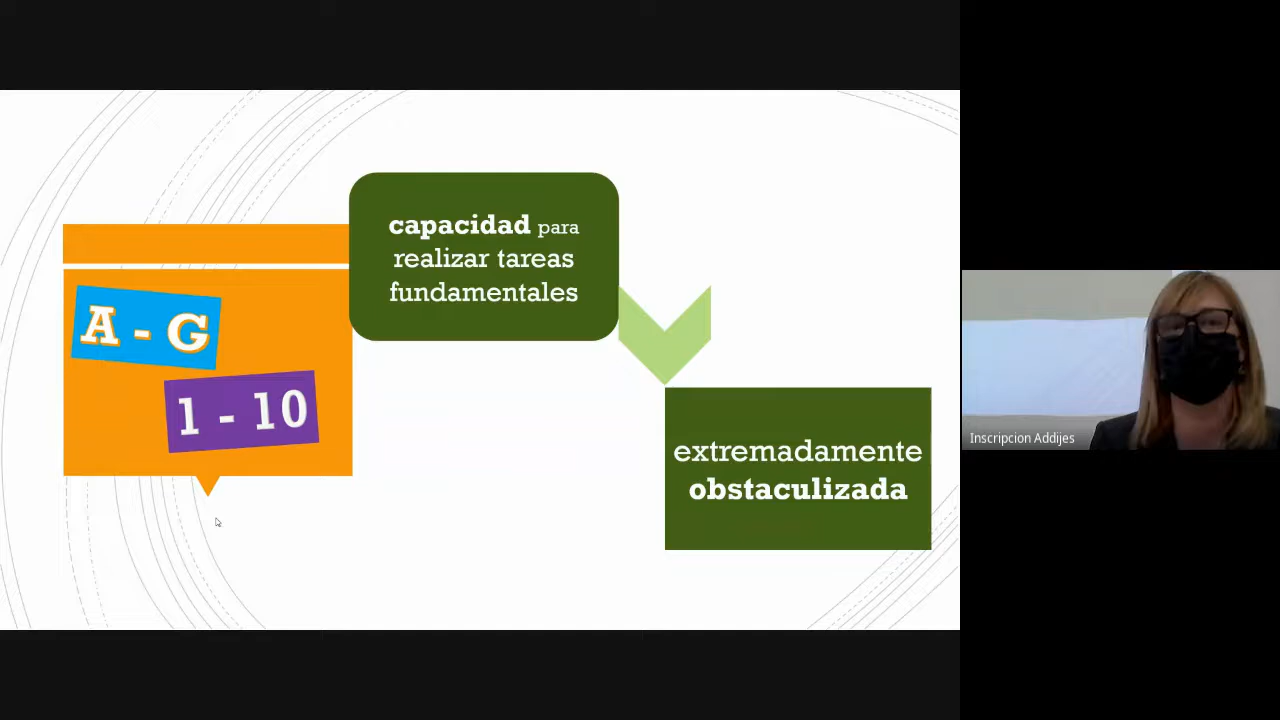 A - G
1 - 10
capacidad para
realizar tareas
fundamentales
extremadamente
obstaculizada
Inscripcion Addijes